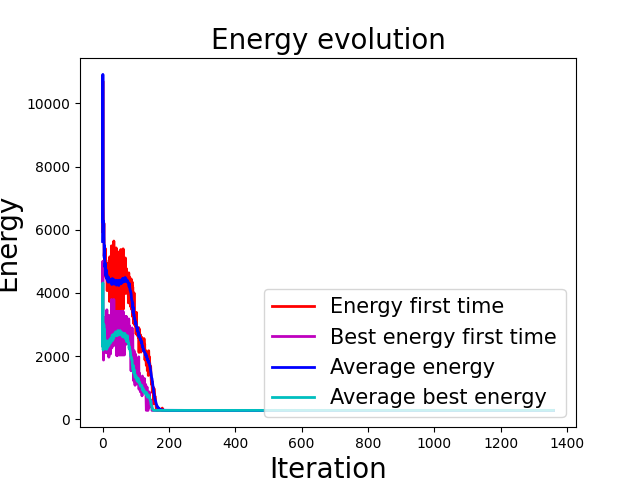 Energy evolution
Energy
10000
8000
6000
4000
2000
0
Energy first time
Best energy first time
Average energy
Average best energy
0 200 400 600 800 1000 1200 1400
Iteration